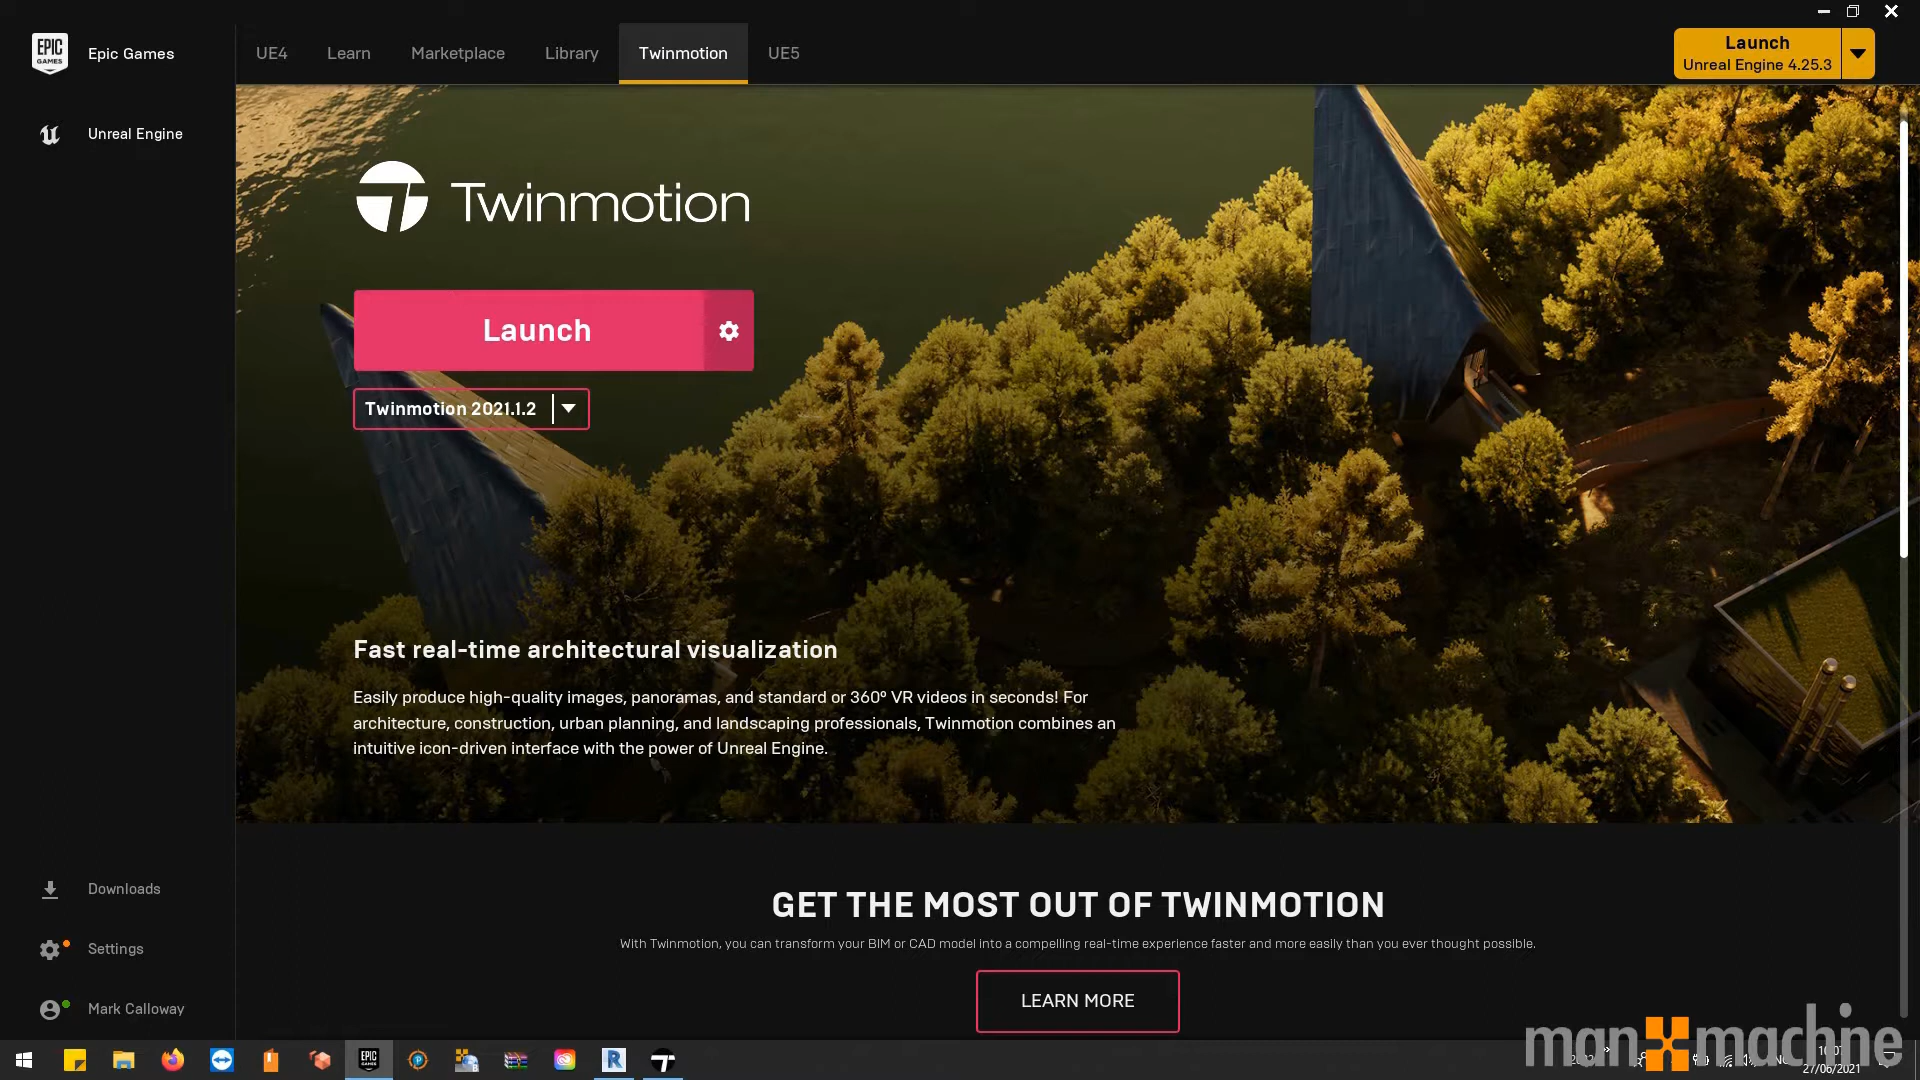 EPIC
GAMES
Epic Games
UE4
Learn
Marketplace
Library
Twinmotion
UE5
Launch
Unreal Engine 4.25.3
Unreal Engine
Twinmotion
Launch
Twinmotion 2021.1.2
Fast real-time architectural visualization
Easily produce high-quality images, panoramas, and standard or 360° VR videos in seconds! For
architecture, construction, urban planning, and landscaping professionals, Twinmotion combines an
intuitive icon-driven interface with the power of Unreal Engine.
Downloads
Settings
Mark Calloway
GET THE MOST OUT OF TWINMOTION
With Twinmotion, you can transform your BIM or CAD model into a compelling real-time experience faster and more easily than you ever thought possible.
LEARN MORE
EPIC
GAMES
R
man machine
27/06/2021